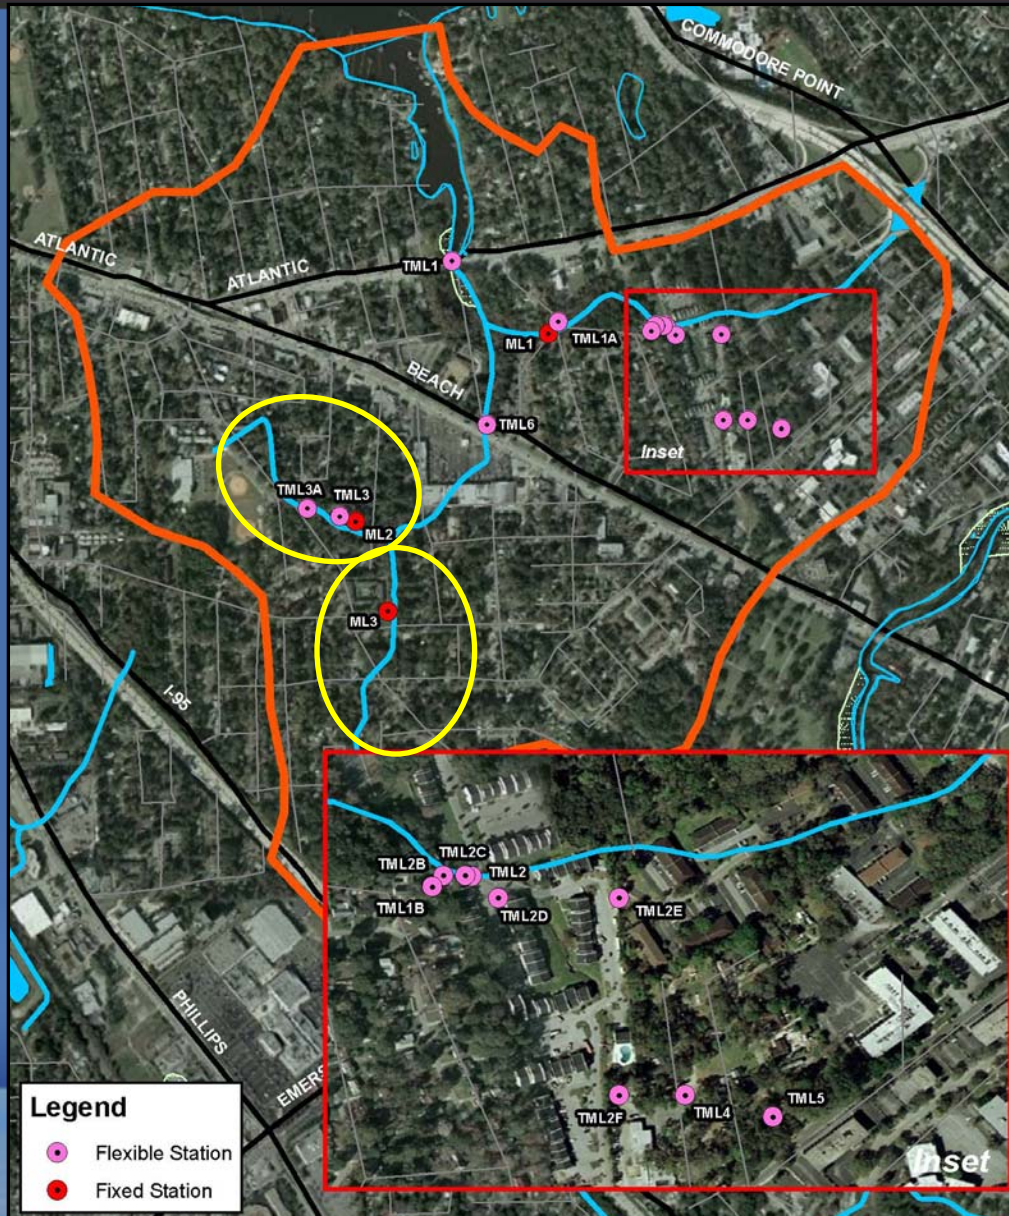 COMMODORE POINT
ATLANTIC
ATLANTIC
TML1
ML1
TML1A
BEACH
TML6
Inset
TML3A
TML3
ML2
ML3
I-95
TML2C
TML2B
TML2
TML1B
TML2D
TML2E
PHILLIPS
EMERS
TML2F
TML4
TML5
Inset
Legend
Flexible Station
Fixed Station